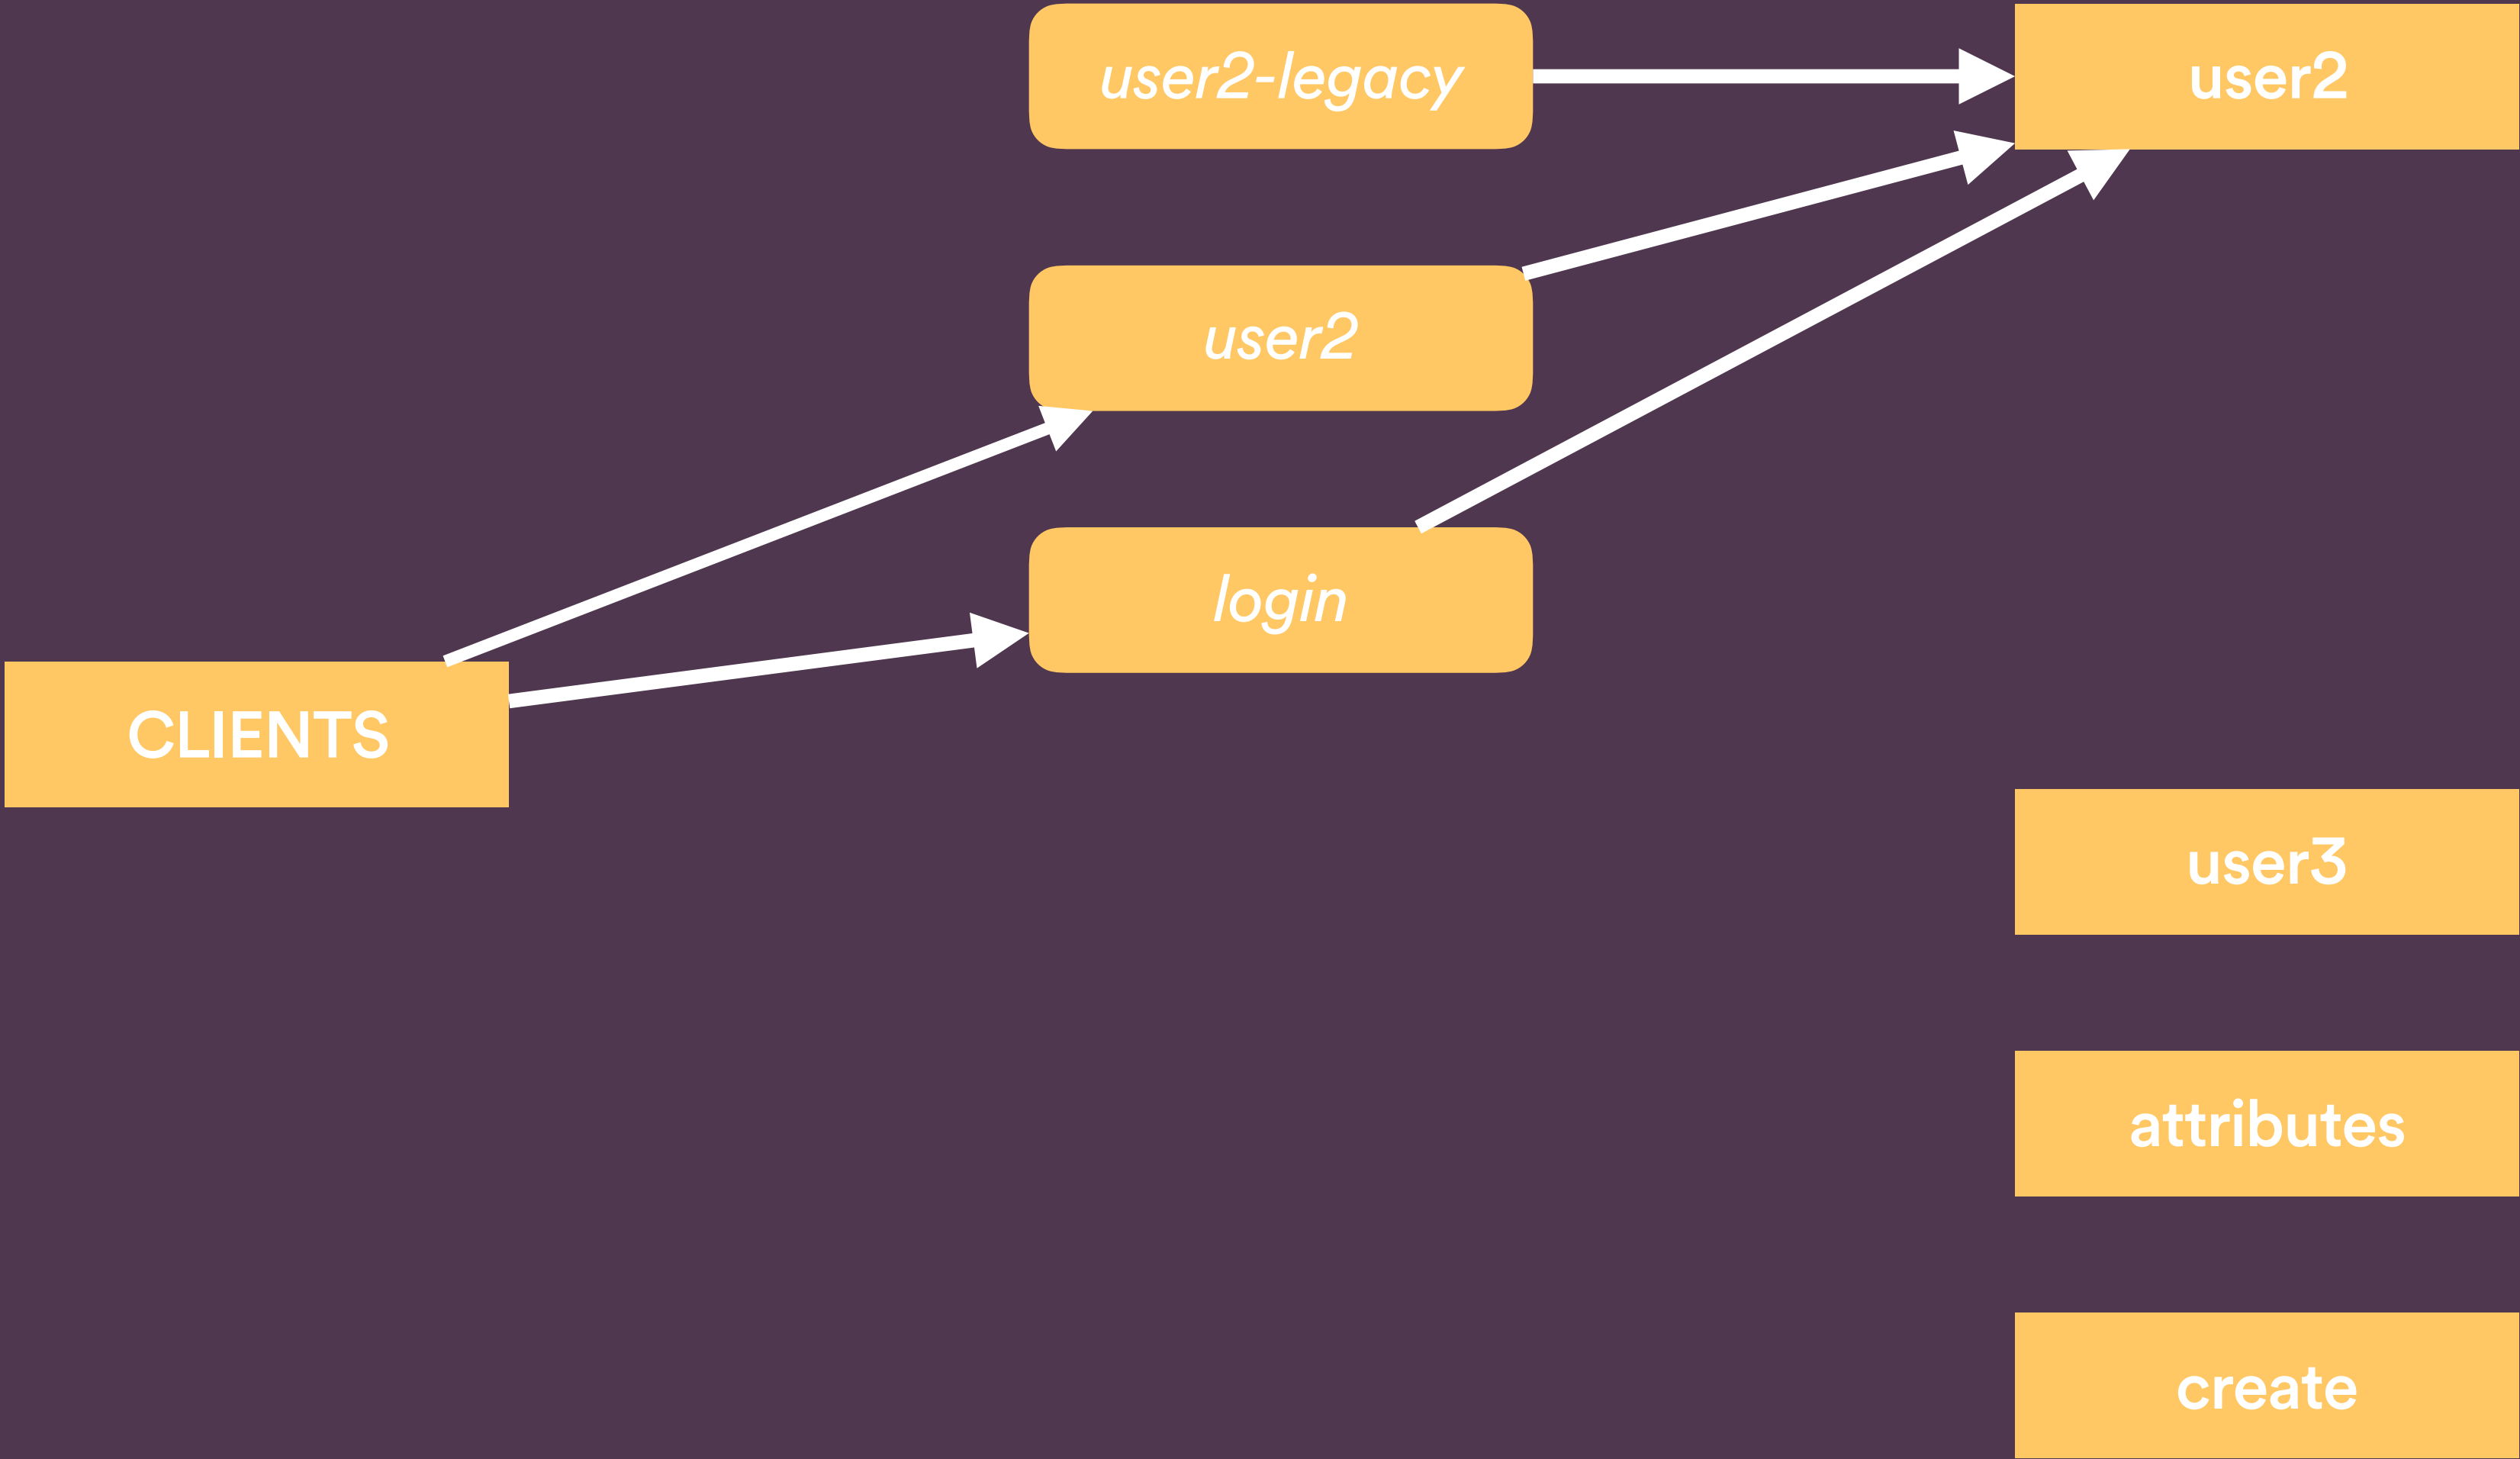 user2-legacy
user2
user2
login
CLIENTS
user3
attributes
create